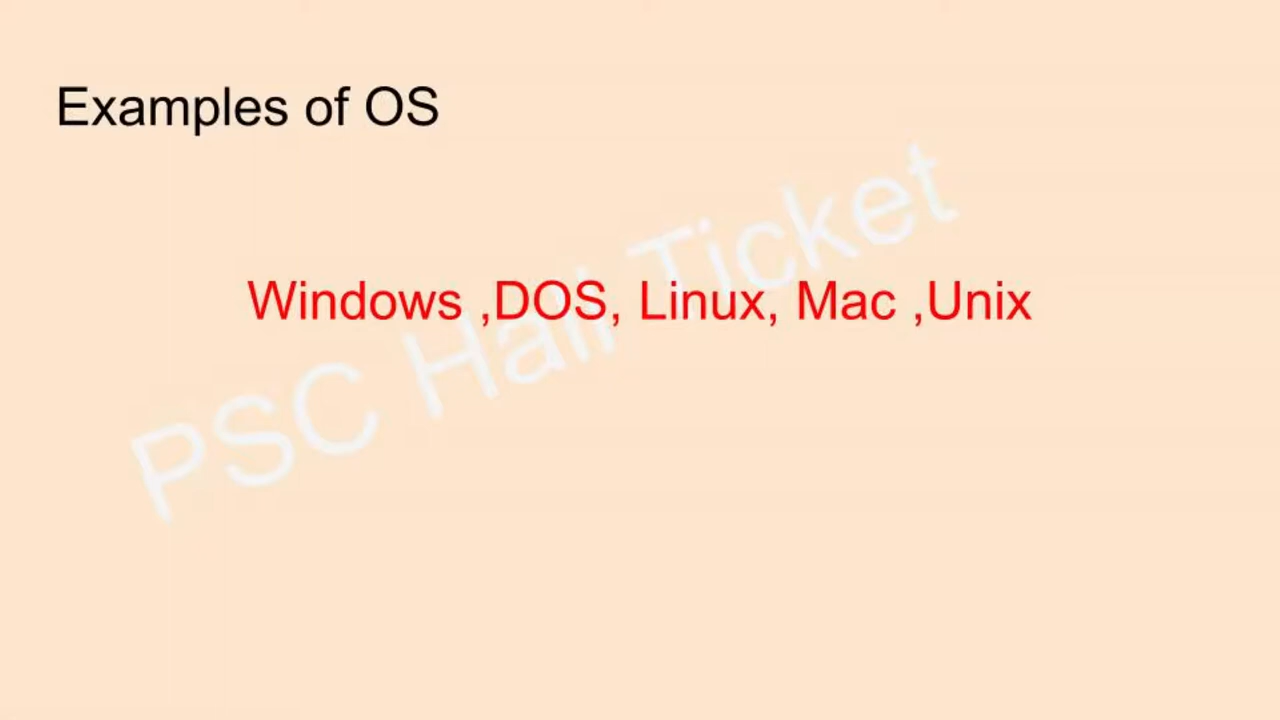 Examples of OS
PSC Hall Ticket
Windows ,DOS, Linux, Mac ,Unix